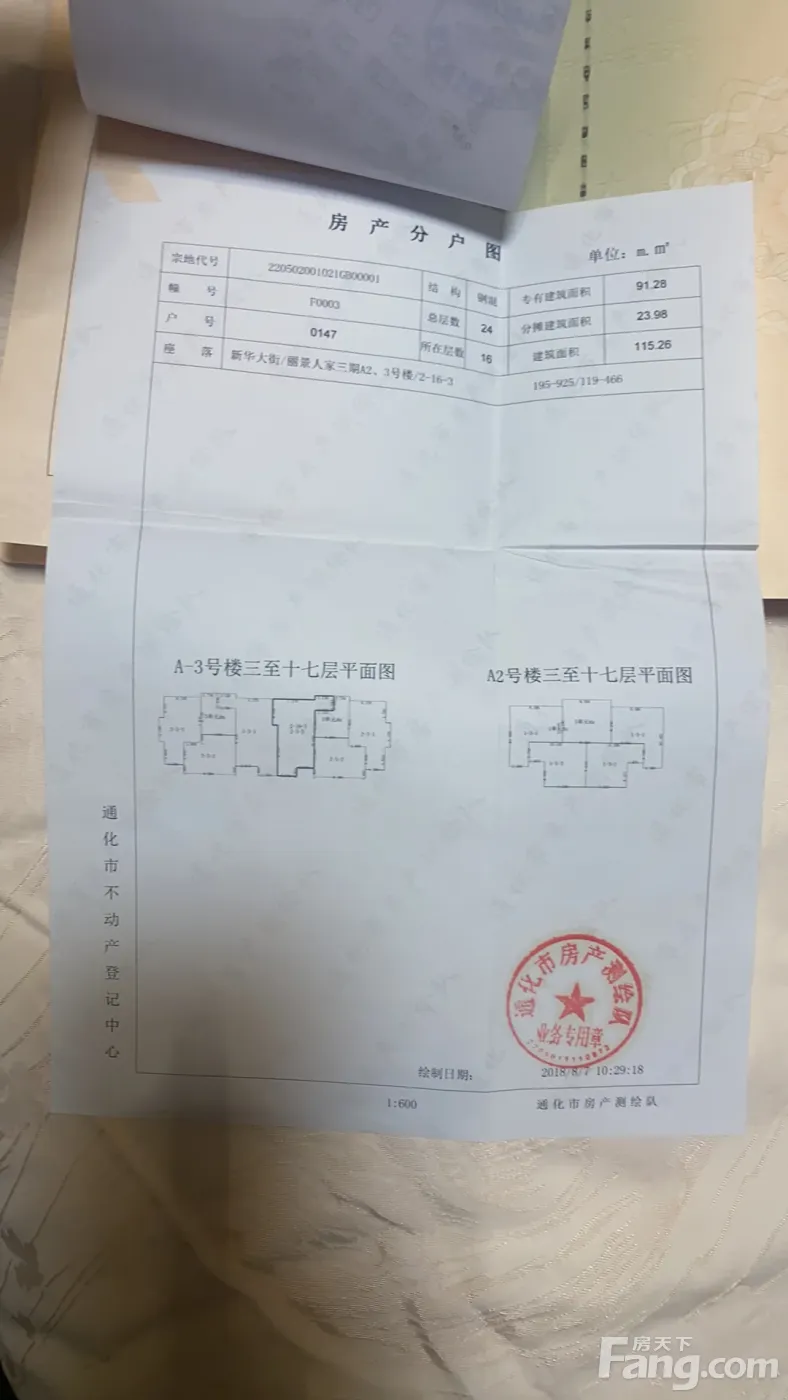 房产分户图
单位：m.㎡
宗地代号 220502001021GB00001 结构 钢混 专有建筑面积 91.28
幢号 F0003 总层数 24 分摊建筑面积 23.98
户号 0147 所在层数 16 建筑面积 115.26
座落 新华大街/丽景人家三期A2、3号楼/2-16-3 195-925/119-466
A-3号楼三至十七层平面图 A2号楼三至十七层平面图
通化市不动产登记中心
通化市房产测绘队
业务专用章
绘制日期： 2018/8/7 10:29:18
1:600 通化市房产测绘队
房天下
Fang.com